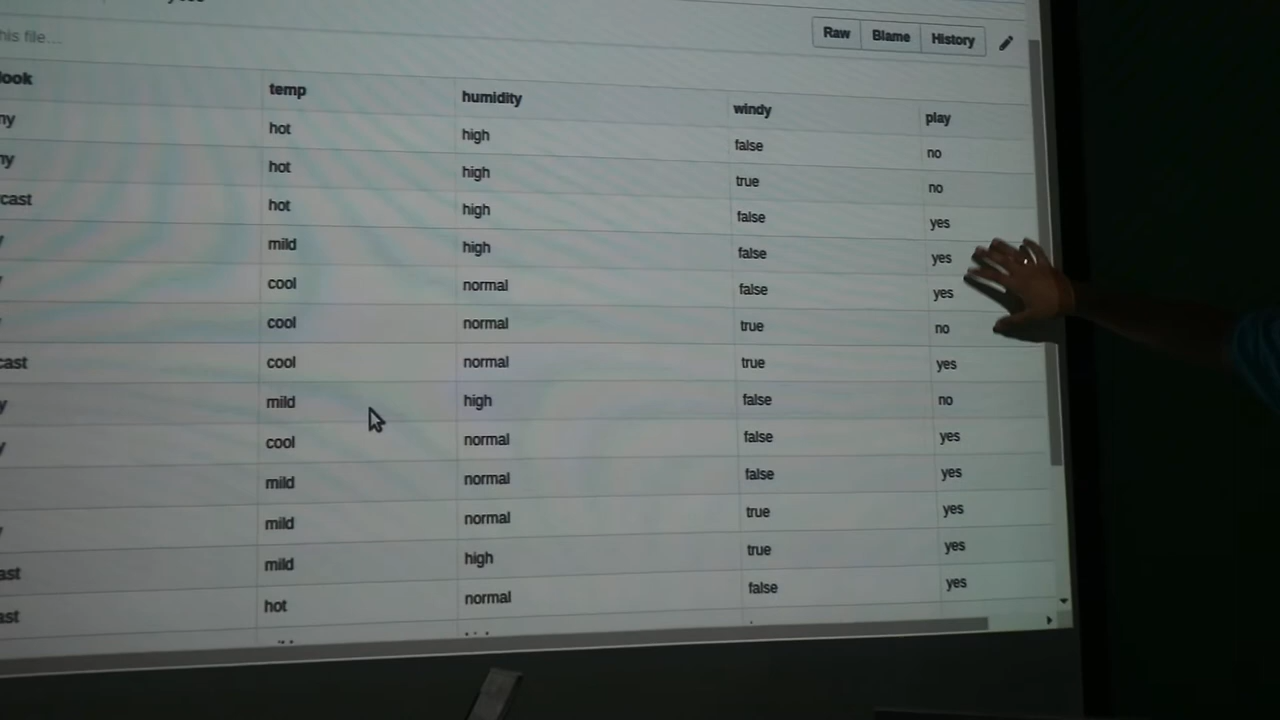 his file...
Raw Blame History
look temp humidity windy play
ny hot high false no
ny hot high true no
cast hot high false yes
y mild high false yes
cool normal false yes
cool normal true no
cast cool normal true yes
y mild high false no
y cool normal false yes
mild normal false yes
mild normal true yes
ast mild high true yes
ast hot normal false yes